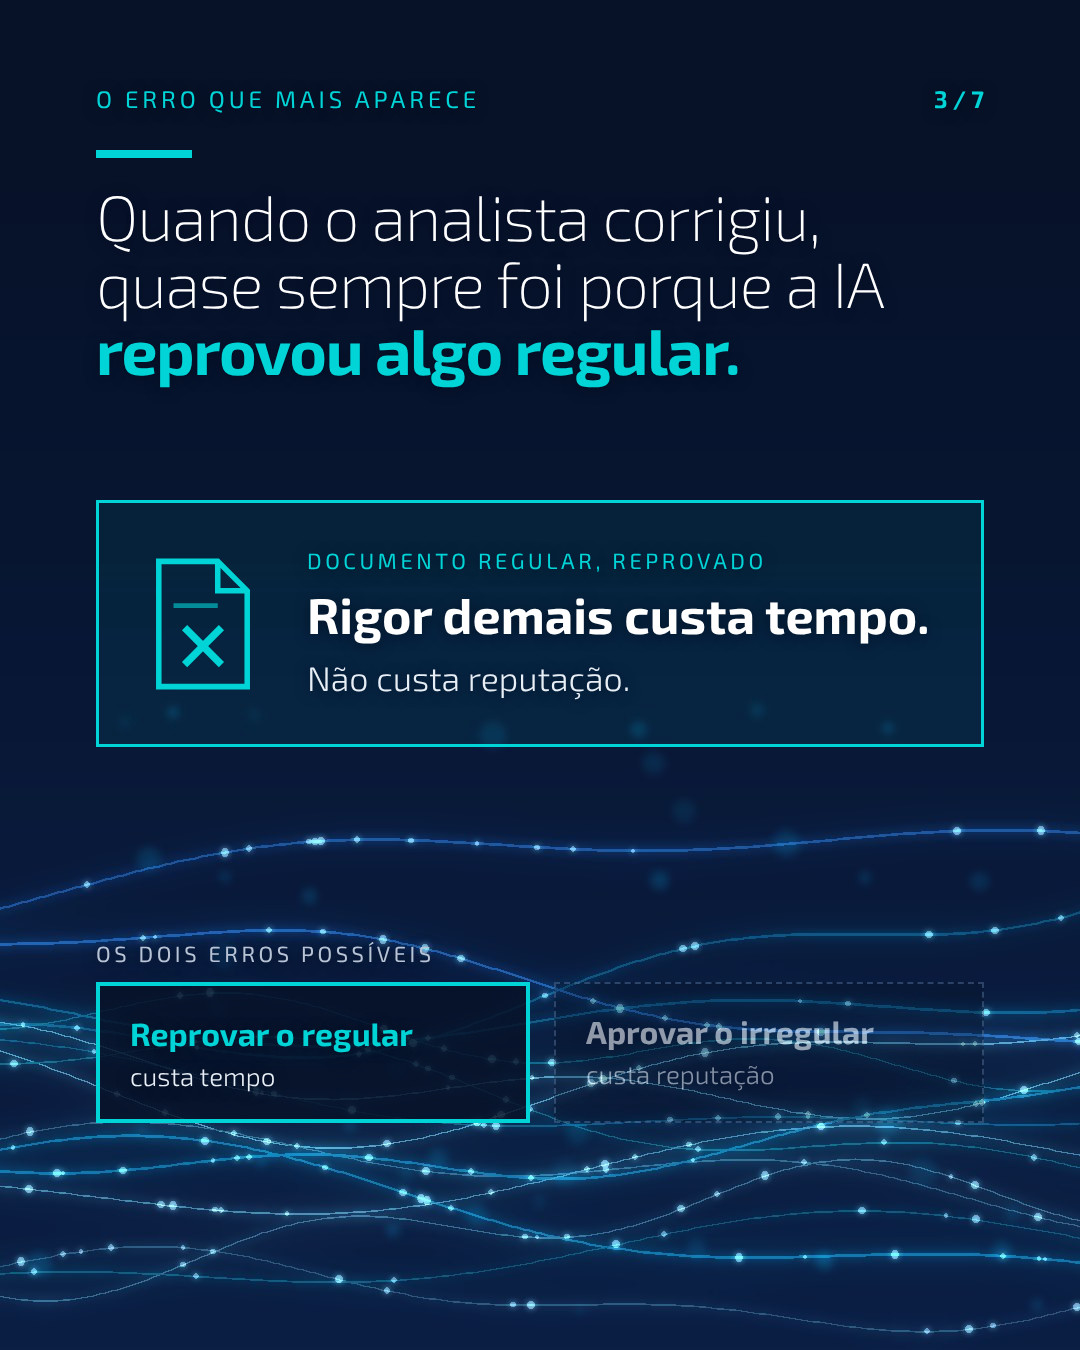 O ERRO QUE MAIS APARECE
3/7
Quando o analista corrigiu,
quase sempre foi porque a IA
reprovou algo regular.
DOCUMENTO REGULAR, REPROVADO
Rigor demais custa tempo.
Não custa reputação.
OS DOIS ERROS POSSÍVEIS
Reprovar o regular
custa tempo
Aprovar o irregular
custa reputação